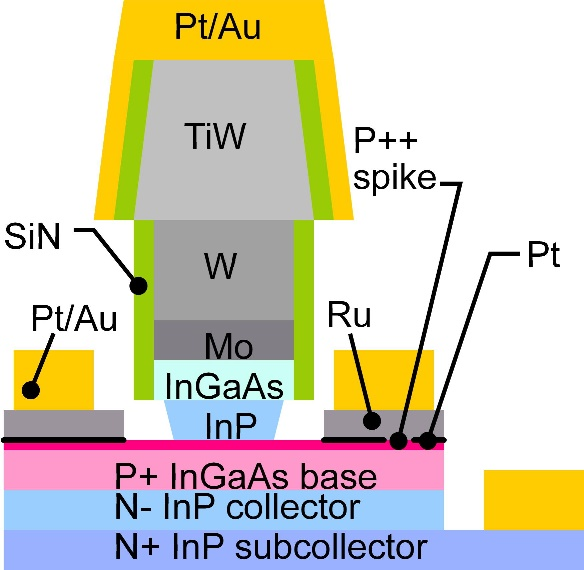 Pt/Au
TiW
P++
spike
SiN
W
Pt
Pt/Au
Ru
Mo
InGaAs
InP
P+ InGaAs base
N- InP collector
N+ InP subcollector